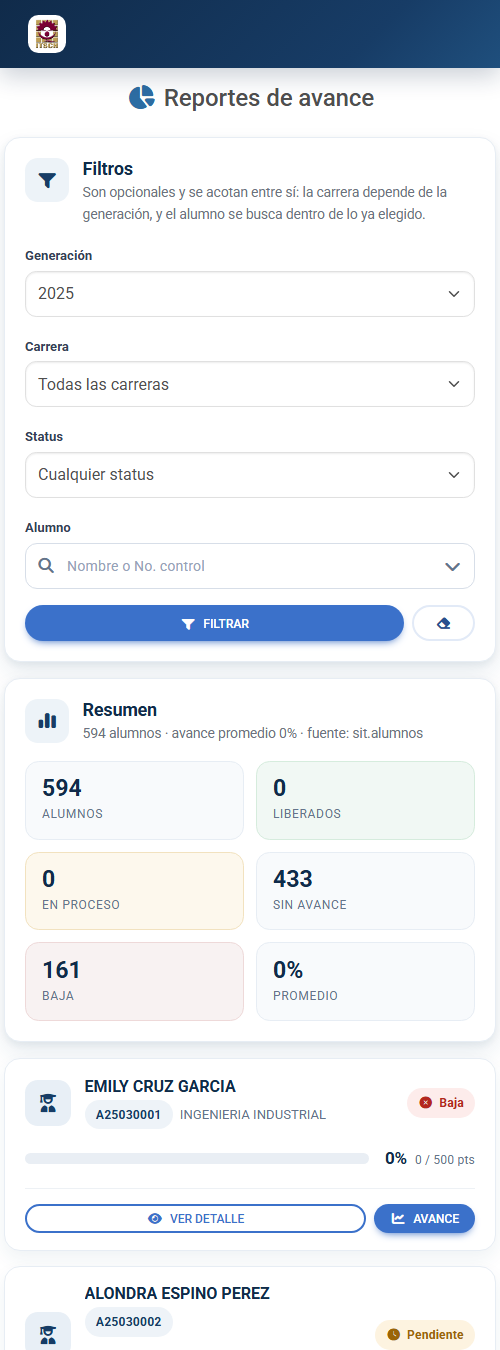 ITSCH
Reportes de avance
Filtros
Son opcionales y se acotan entre sí: la carrera depende de la
generación, y el alumno se busca dentro de lo ya elegido.
Generación
2025
Carrera
Todas las carreras
Status
Cualquier status
Alumno
Nombre o No. control
FILTRAR
Resumen
594 alumnos · avance promedio 0% · fuente: sit.alumnos
594
ALUMNOS
0
LIBERADOS
0
EN PROCESO
433
SIN AVANCE
161
BAJA
0%
PROMEDIO
EMILY CRUZ GARCIA
A25030001 INGENIERIA INDUSTRIAL
Baja
0% 0 / 500 pts
VER DETALLE
AVANCE
ALONDRA ESPINO PEREZ
A25030002
Pendiente